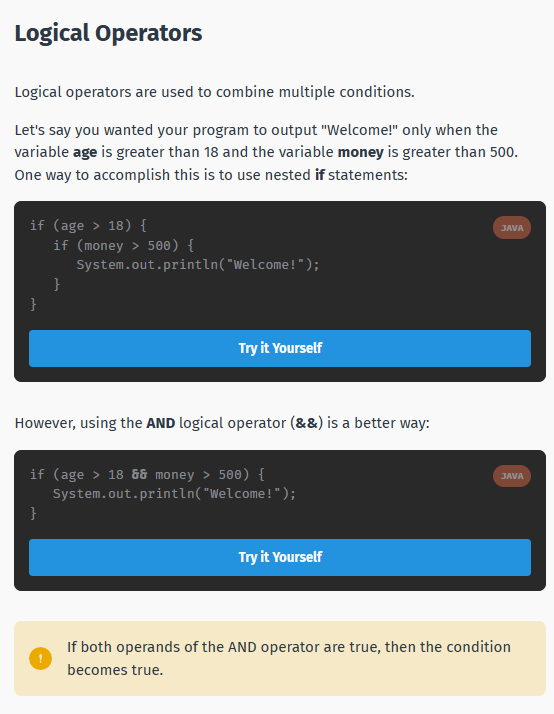 Logical Operators
Logical operators are used to combine multiple conditions.
Let's say you wanted your program to output "Welcome!" only when the
variable age is greater than 18 and the variable money is greater than 500.
One way to accomplish this is to use nested if statements:
if (age > 18) {
JAVA
   if (money > 500) {
      System.out.println("Welcome!");
   }
}
Try it Yourself
However, using the AND logical operator (&&) is a better way:
if (age > 18 && money > 500) {
JAVA
   System.out.println("Welcome!");
}
Try it Yourself
!
If both operands of the AND operator are true, then the condition
becomes true.